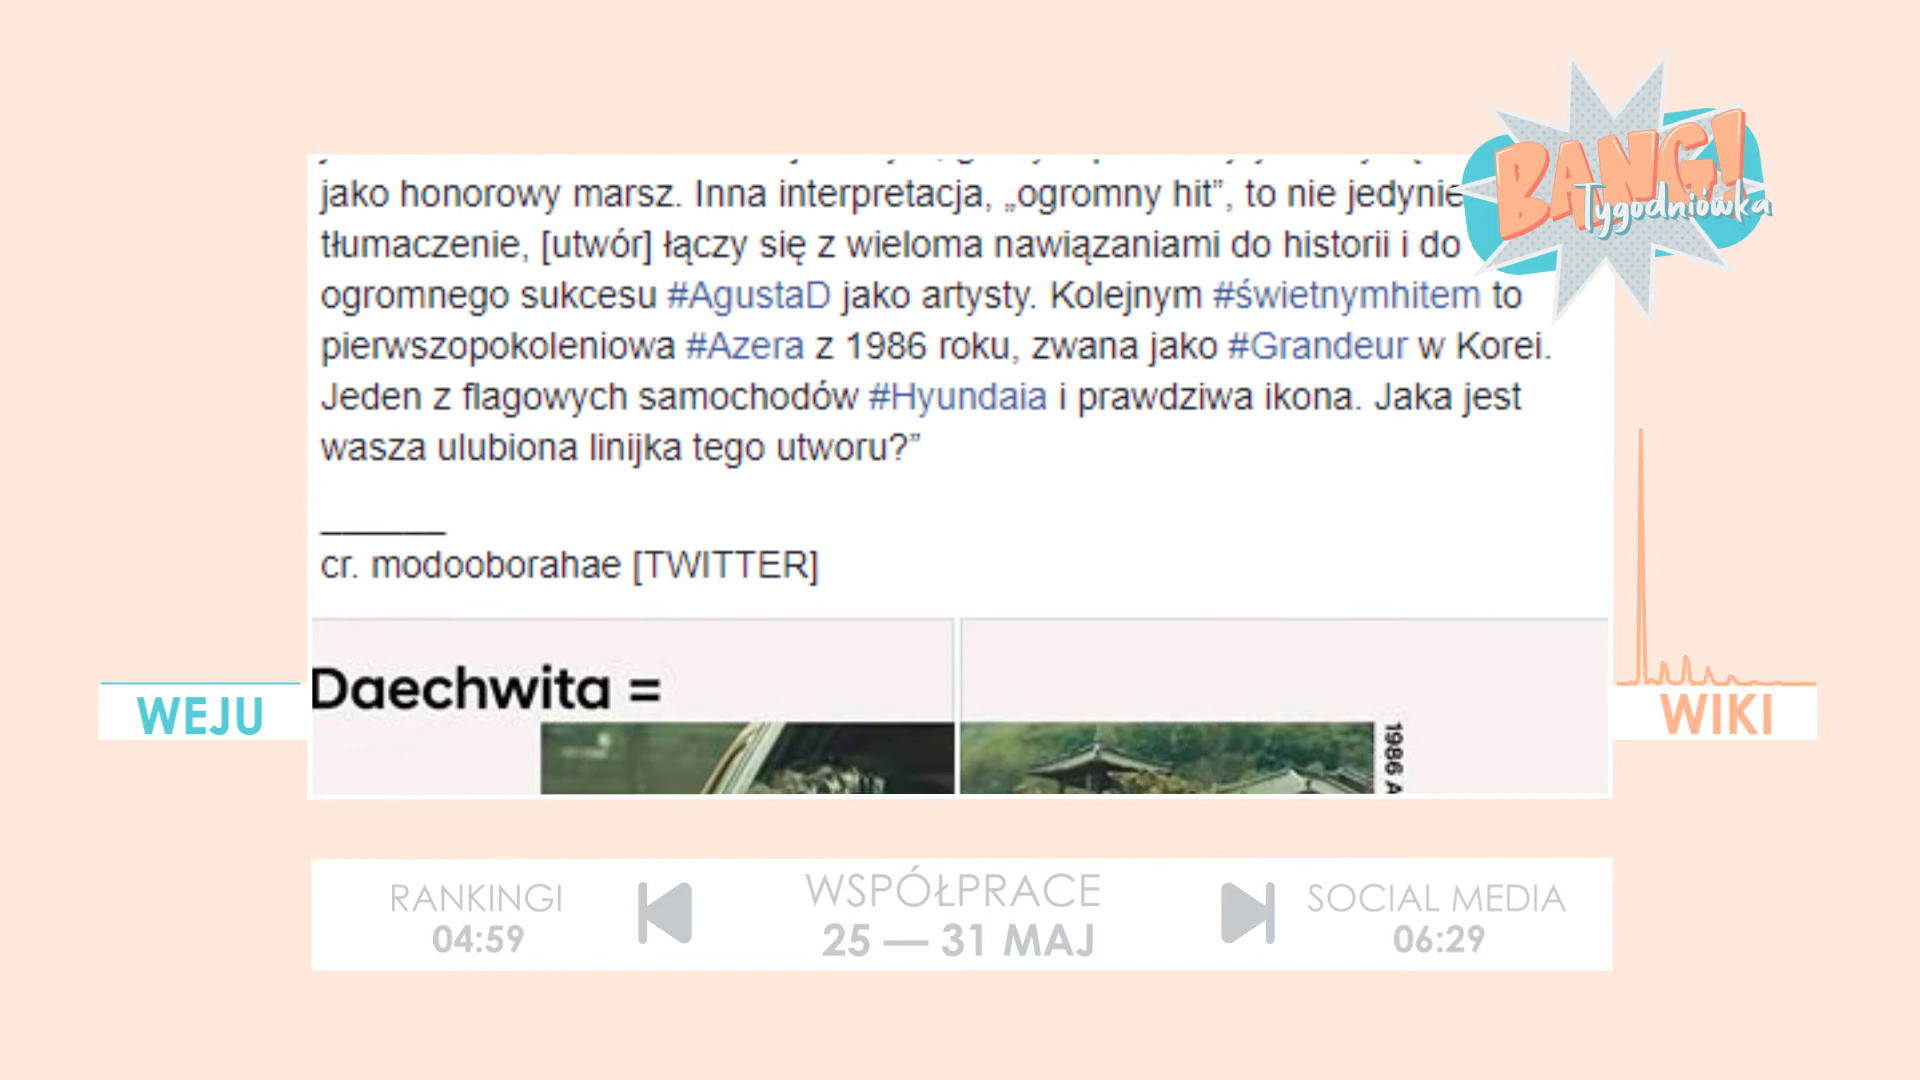 BANG!
Tygodniówka
jako honorowy marsz. Inna interpretacja, „ogromny hit”, to nie jedynie
tłumaczenie, [utwór] łączy się z wieloma nawiązaniami do historii i do
ogromnego sukcesu #AgustaD jako artysty. Kolejnym #świetnymhitem to
pierwszopokoleniowa #Azera z 1986 roku, zwana jako #Grandeur w Korei.
Jeden z flagowych samochodów #Hyundaia i prawdziwa ikona. Jaka jest
wasza ulubiona linijka tego utworu?”
______
cr. modooborahae [TWITTER]
Daechwita =
1986 A
WEJU
WIKI
RANKINGI
04:59
WSPÓŁPRACE
25 — 31 MAJ
SOCIAL MEDIA
06:29